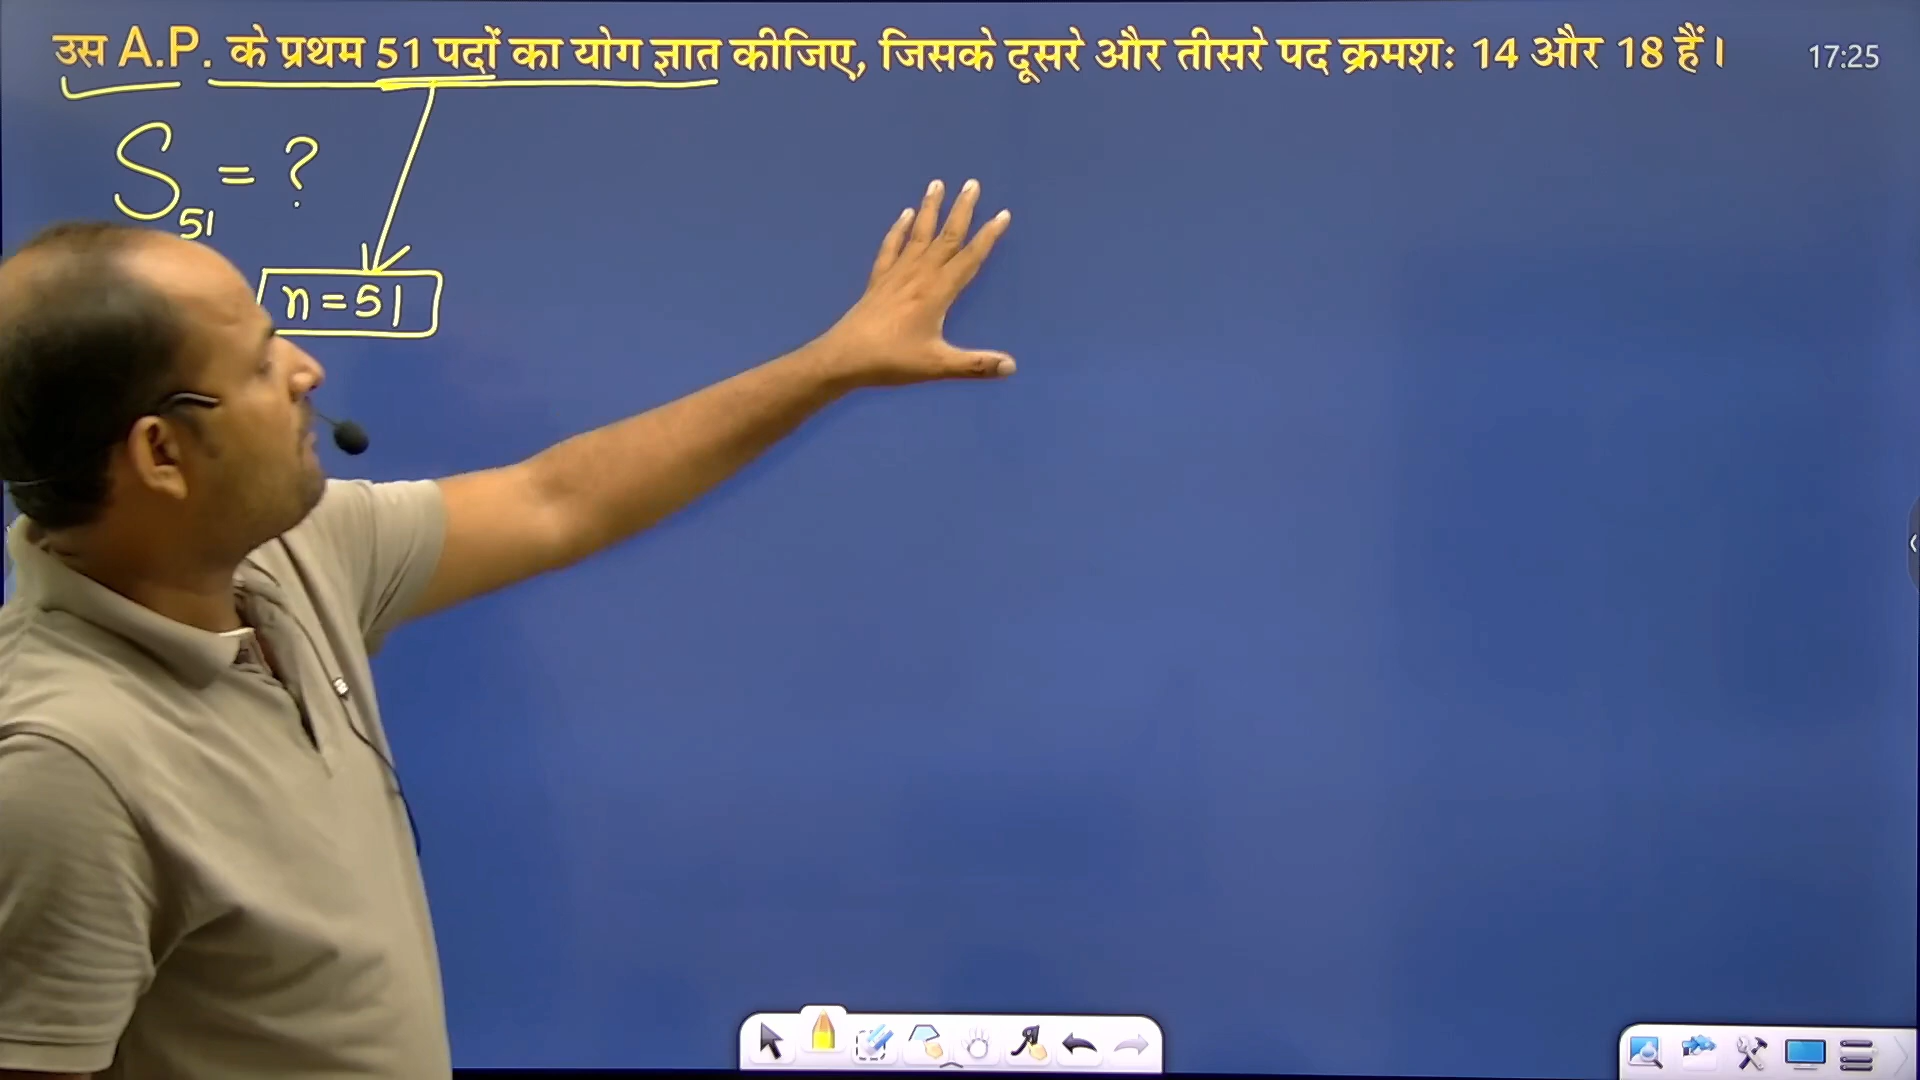 उस A.P. के प्रथम 51 पदों का योग ज्ञात कीजिए, जिसके दूसरे और तीसरे पद क्रमशः 14 और 18 हैं।
17:25
S51 = ?
n=51